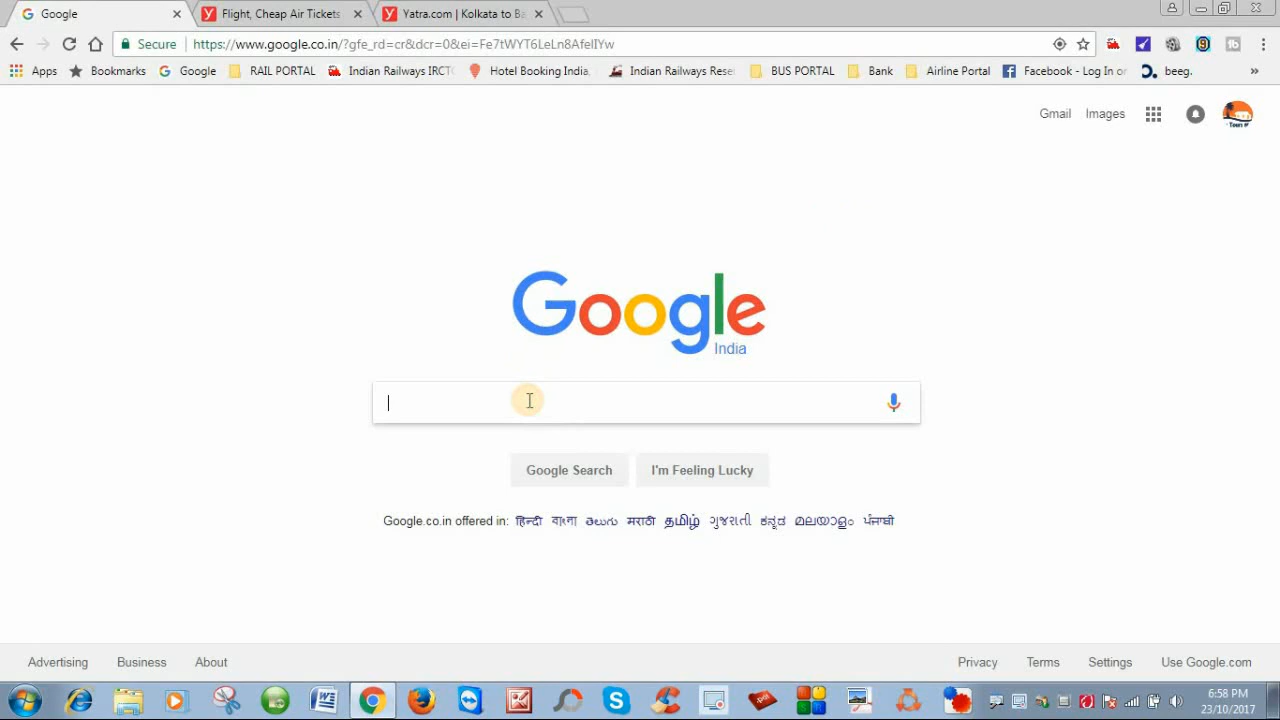 Google
Flight, Cheap Air Tickets
Yatra.com | Kolkata to Ba
Secure
https://www.google.co.in/?gfe_rd=cr&dcr=0&ei=Fe7tWYT6LeLn8AfeIIYw
Apps
Bookmarks
Google
RAIL PORTAL
Indian Railways IRCTC
Hotel Booking India,
Indian Railways Rese
BUS PORTAL
Bank
Airline Portal
Facebook - Log In or
beeg.
Gmail
Images
Google
India
Google Search
I'm Feeling Lucky
Google.co.in offered in: हिन्दी বাংলা తెలుగు मराठी தமிழ் ગુજરાતી ಕನ್ನಡ മലയാളം ਪੰਜਾਬੀ
Advertising
Business
About
Privacy
Terms
Settings
Use Google.com
6:58 PM
23/10/2017